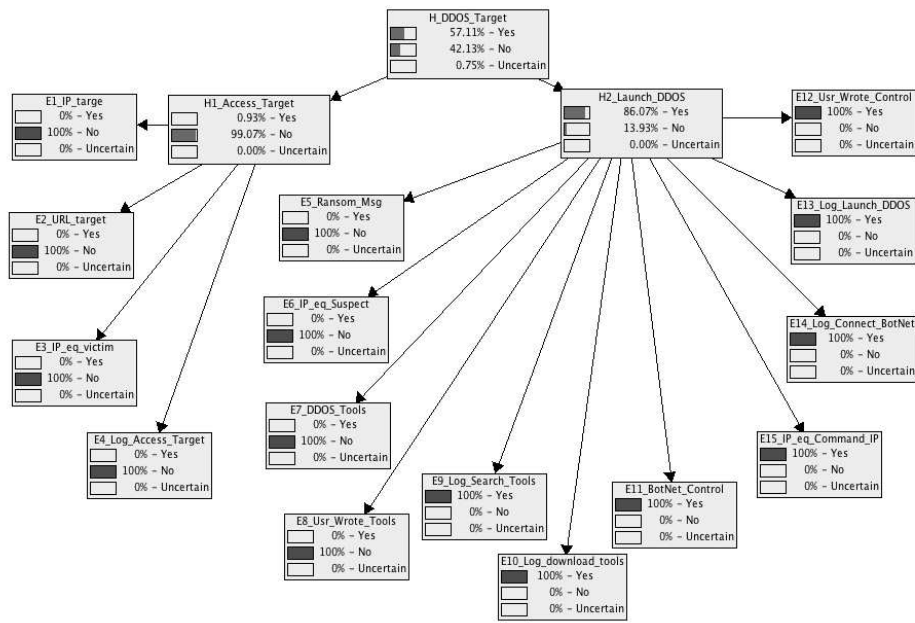 H_DDOS_Target
57.11% - Yes
42.13% - No
0.75% - Uncertain
E1_IP_targe
0% - Yes
100% - No
0% - Uncertain
H1_Access_Target
0.93% - Yes
99.07% - No
0.00% - Uncertain
H2_Launch_DDOS
86.07% - Yes
13.93% - No
0.00% - Uncertain
E12_Usr_Wrote_Control
100% - Yes
0% - No
0% - Uncertain
E2_URL_target
0% - Yes
100% - No
0% - Uncertain
E5_Ransom_Msg
0% - Yes
100% - No
0% - Uncertain
E13_Log_Launch_DDOS
100% - Yes
0% - No
0% - Uncertain
E6_IP_eq_Suspect
0% - Yes
100% - No
0% - Uncertain
E14_Log_Connect_BotNet
100% - Yes
0% - No
0% - Uncertain
E3_IP_eq_victim
0% - Yes
100% - No
0% - Uncertain
E7_DDOS_Tools
0% - Yes
100% - No
0% - Uncertain
E4_Log_Access_Target
0% - Yes
100% - No
0% - Uncertain
E15_IP_eq_Command_IP
100% - Yes
0% - No
0% - Uncertain
E9_Log_Search_Tools
100% - Yes
0% - No
0% - Uncertain
E11_BotNet_Control
100% - Yes
0% - No
0% - Uncertain
E8_Usr_Wrote_Tools
0% - Yes
100% - No
0% - Uncertain
E10_Log_download_tools
100% - Yes
0% - No
0% - Uncertain